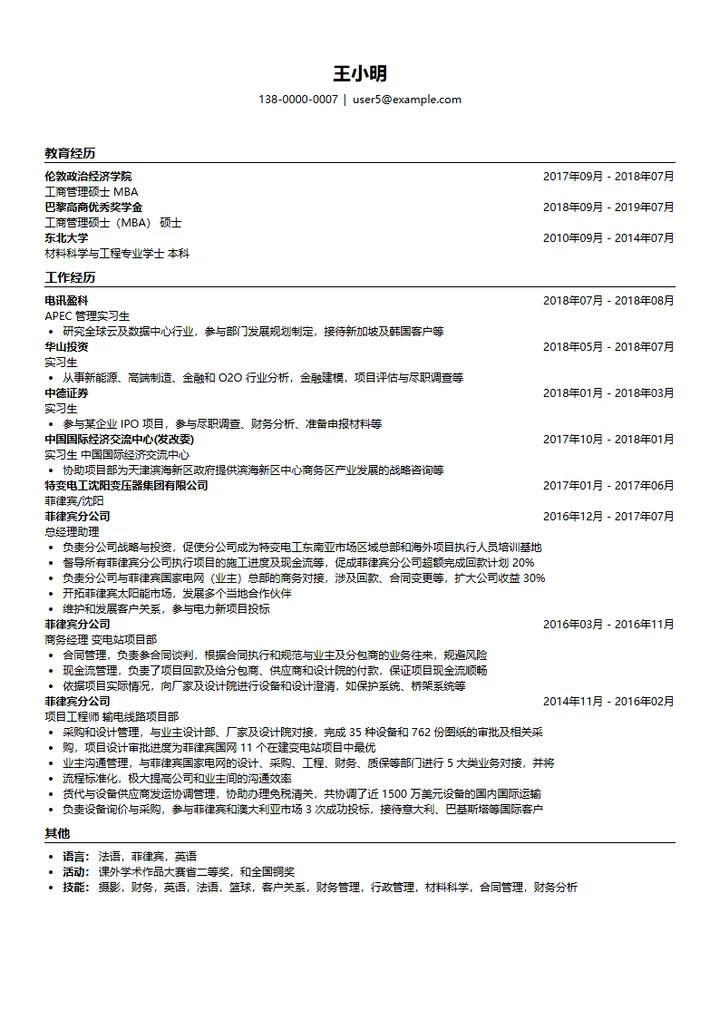 王小明
138-0000-0007 | user5@example.com
教育经历
伦敦政治经济学院 2017年09月 - 2018年07月
工商管理硕士 MBA
巴黎高商优秀奖学金 2018年09月 - 2019年07月
工商管理硕士（MBA） 硕士
东北大学 2010年09月 - 2014年07月
材料科学与工程专业学士 本科
工作经历
电讯盈科 2018年07月 - 2018年08月
APEC 管理实习生
• 研究全球云及数据中心行业，参与部门发展规划制定，接待新加坡及韩国客户等
华山投资 2018年05月 - 2018年07月
实习生
• 从事新能源、高端制造、金融和 O2O 行业分析，金融建模，项目评估与尽职调查等
中德证券 2018年01月 - 2018年03月
实习生
• 参与某企业 IPO 项目，参与尽职调查、财务分析、准备申报材料等
中国国际经济交流中心(发改委) 2017年10月 - 2018年01月
实习生 中国国际经济交流中心
• 协助项目部为天津滨海新区政府提供滨海新区中心商务区产业发展的战略咨询等
特变电工沈阳变压器集团有限公司 2017年01月 - 2017年06月
菲律宾/沈阳
菲律宾分公司 2016年12月 - 2017年07月
总经理助理
• 负责分公司战略与投资，促使分公司成为特变电工东南亚市场区域总部和海外项目执行人员培训基地
• 督导所有菲律宾分公司执行项目的施工进度及现金流等，促成菲律宾分公司超额完成回款计划 20%
• 负责分公司与菲律宾国家电网（业主）总部的商务对接，涉及回款、合同变更等，扩大公司收益 30%
• 开拓菲律宾太阳能市场，发展多个当地合作伙伴
• 维护和发展客户关系，参与电力新项目投标
菲律宾分公司 2016年03月 - 2016年11月
商务经理 变电站项目部
• 合同管理，负责参合同谈判，根据合同执行和规范与业主及分包商的业务往来，规避风险
• 现金流管理，负责了项目回款及给分包商、供应商和设计院的付款，保证项目现金流顺畅
• 依据项目实际情况，向厂家及设计院进行设备和设计澄清，如保护系统、桥架系统等
菲律宾分公司 2014年11月 - 2016年02月
项目工程师 输电线路项目部
• 采购和设计管理，与业主设计部、厂家及设计院对接，完成 35 种设备和 762 份图纸的审批及相关采
• 购，项目设计审批进度为菲律宾国网 11 个在建变电站项目中最优
• 业主沟通管理，与菲律宾国家电网的设计、采购、工程、财务、质保等部门进行 5 大类业务对接，并将
• 流程标准化，极大提高公司和业主间的沟通效率
• 货代与设备供应商发运协调管理，协助办理免税清关，共协调了近 1500 万美元设备的国内国际运输
• 负责设备询价与采购，参与菲律宾和澳大利亚市场 3 次成功投标，接待意大利、巴基斯塔等国际客户
其他
• 语言： 法语，菲律宾，英语
• 活动： 课外学术作品大赛省二等奖，和全国铜奖
• 技能： 摄影，财务，英语，法语，篮球，客户关系，财务管理，行政管理，材料科学，合同管理，财务分析